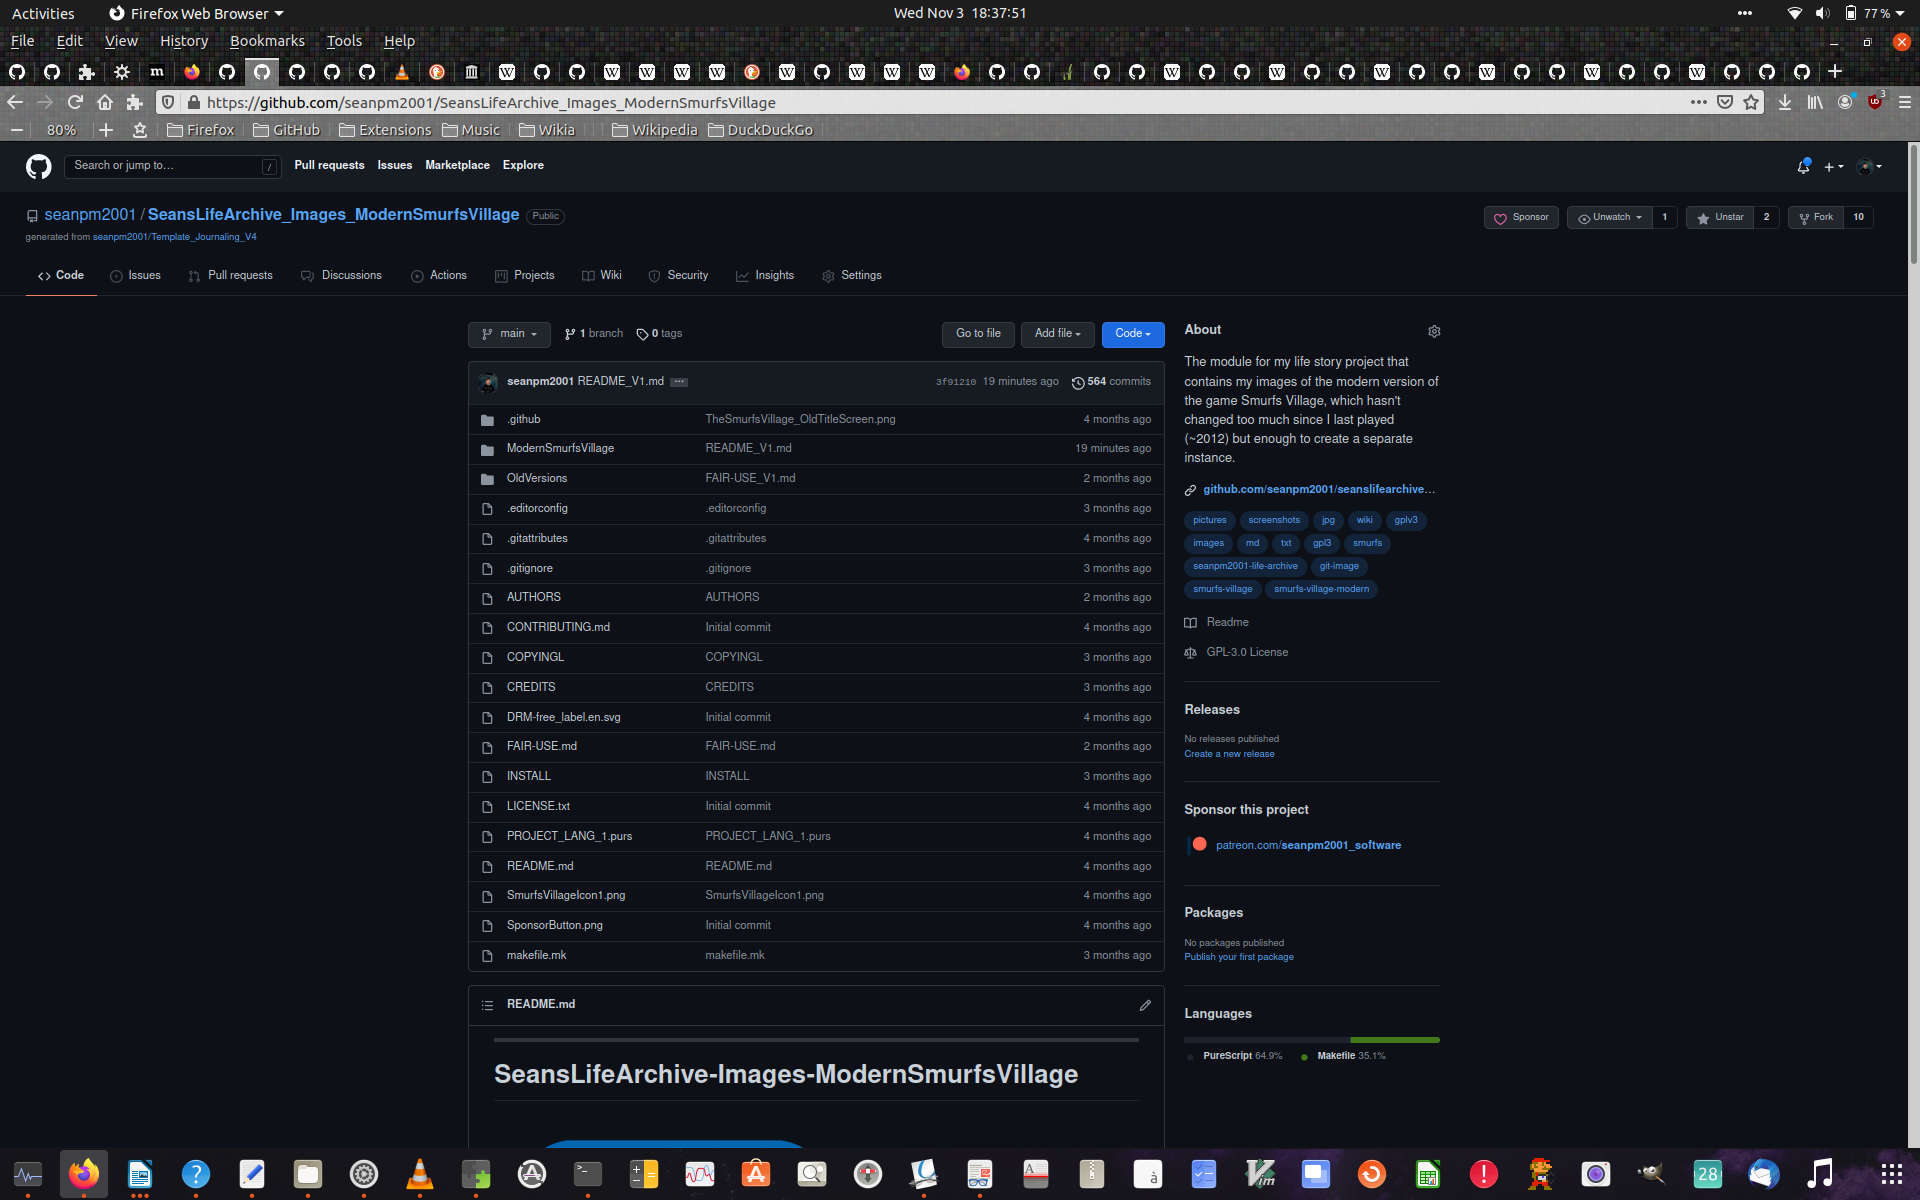 Activities Firefox Web Browser Wed Nov 3 18:37:51 77 %
File Edit View History Bookmarks Tools Help
https://github.com/seanpm2001/SeansLifeArchive_Images_ModernSmurfsVillage 3
80% Firefox GitHub Extensions Music Wikia Wikipedia DuckDuckGo
Search or jump to… / Pull requests Issues Marketplace Explore
seanpm2001 / SeansLifeArchive_Images_ModernSmurfsVillage Public Sponsor Unwatch 1 Unstar 2 Fork 10
generated from seanpm2001/Template_Journaling_V4
Code Issues Pull requests Discussions Actions Projects Wiki Security Insights Settings
main 1 branch 0 tags Go to file Add file Code
seanpm2001 README_V1.md ... 3f91210 19 minutes ago 564 commits
.github TheSmurfsVillage_OldTitleScreen.png 4 months ago
ModernSmurfsVillage README_V1.md 19 minutes ago
OldVersions FAIR-USE_V1.md 2 months ago
.editorconfig .editorconfig 3 months ago
.gitattributes .gitattributes 4 months ago
.gitignore .gitignore 3 months ago
AUTHORS AUTHORS 2 months ago
CONTRIBUTING.md Initial commit 4 months ago
COPYINGL COPYINGL 3 months ago
CREDITS CREDITS 3 months ago
DRM-free_label.en.svg Initial commit 4 months ago
FAIR-USE.md FAIR-USE.md 2 months ago
INSTALL INSTALL 3 months ago
LICENSE.txt Initial commit 4 months ago
PROJECT_LANG_1.purs PROJECT_LANG_1.purs 4 months ago
README.md README.md 4 months ago
SmurfsVillageIcon1.png SmurfsVillageIcon1.png 4 months ago
SponsorButton.png Initial commit 4 months ago
makefile.mk makefile.mk 3 months ago
README.md
SeansLifeArchive-Images-ModernSmurfsVillage
About
The module for my life story project that
contains my images of the modern version of
the game Smurfs Village, which hasn't
changed too much since I last played
(~2012) but enough to create a separate
instance.
github.com/seanpm2001/seanslifearchive…
pictures screenshots jpg wiki gplv3
images md txt gpl3 smurfs
seanpm2001-life-archive git-image
smurfs-village smurfs-village-modern
Readme
GPL-3.0 License
Releases
No releases published
Create a new release
Sponsor this project
patreon.com/seanpm2001_software
Packages
No packages published
Publish your first package
Languages
PureScript 64.9% Makefile 35.1%
28